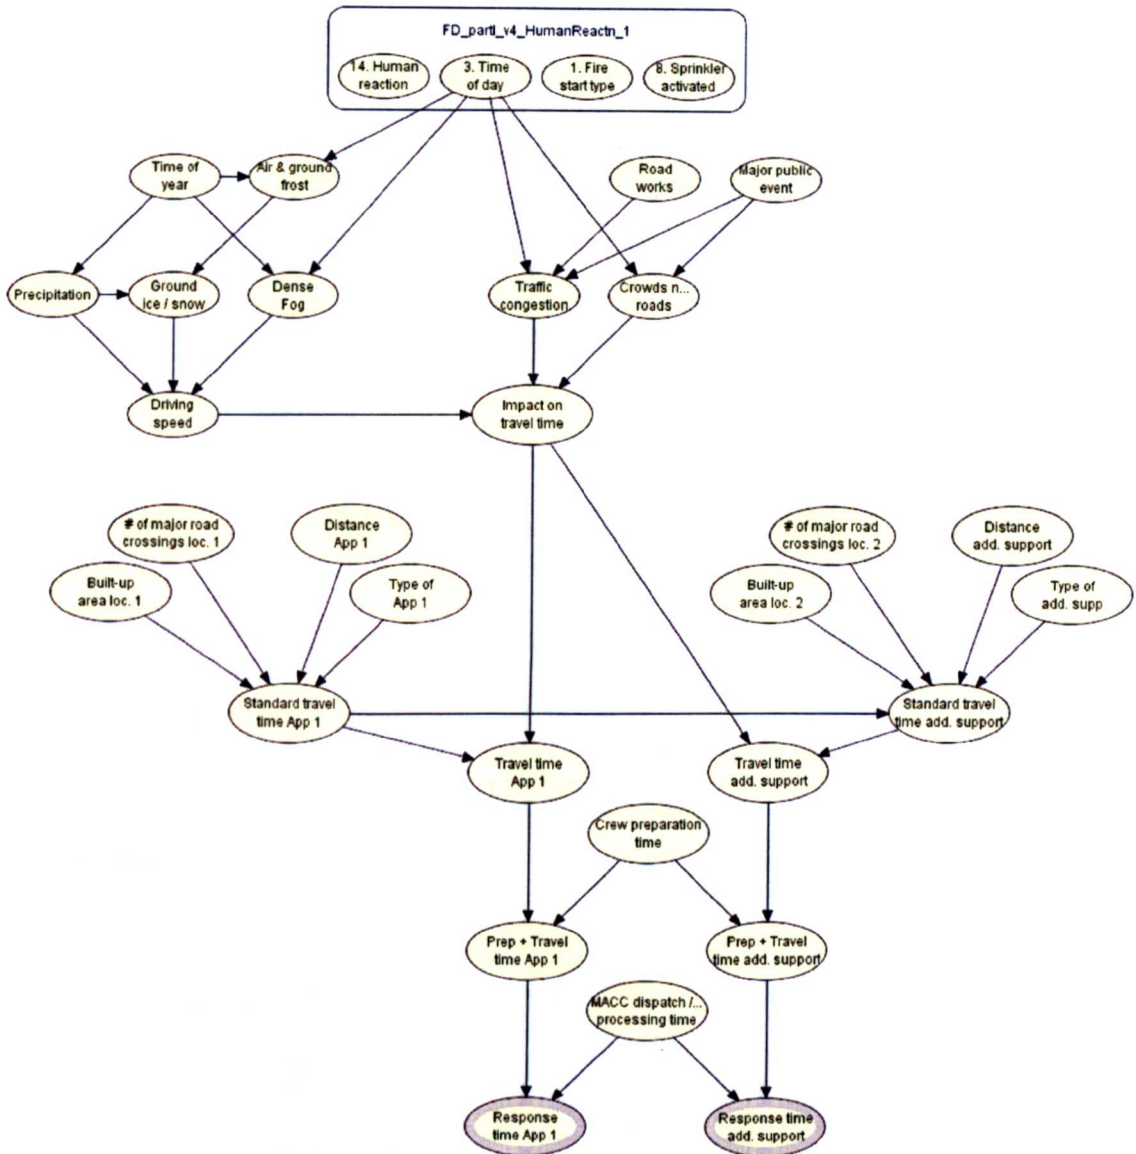 FD_partI_v4_HumanReactn_1
14. Human
reaction
3. Time
of day
1. Fire
start type
8. Sprinkler
activated
Time of
year
Air & ground
frost
Road
works
Major public
event
Precipitation
Ground
ice / snow
Dense
Fog
Traffic
congestion
Crowds n...
roads
Driving
speed
Impact on
travel time
# of major road
crossings loc. 1
Distance
App 1
Built-up
area loc. 1
Type of
App 1
# of major road
crossings loc. 2
Distance
add. support
Built-up
area loc. 2
Type of
add. supp
Standard travel
time App 1
Standard travel
time add. support
Travel time
App 1
Travel time
add. support
Crew preparation
time
Prep + Travel
time App 1
Prep + Travel
time add. support
MACC dispatch /...
processing time
Response
time App 1
Response time
add. support